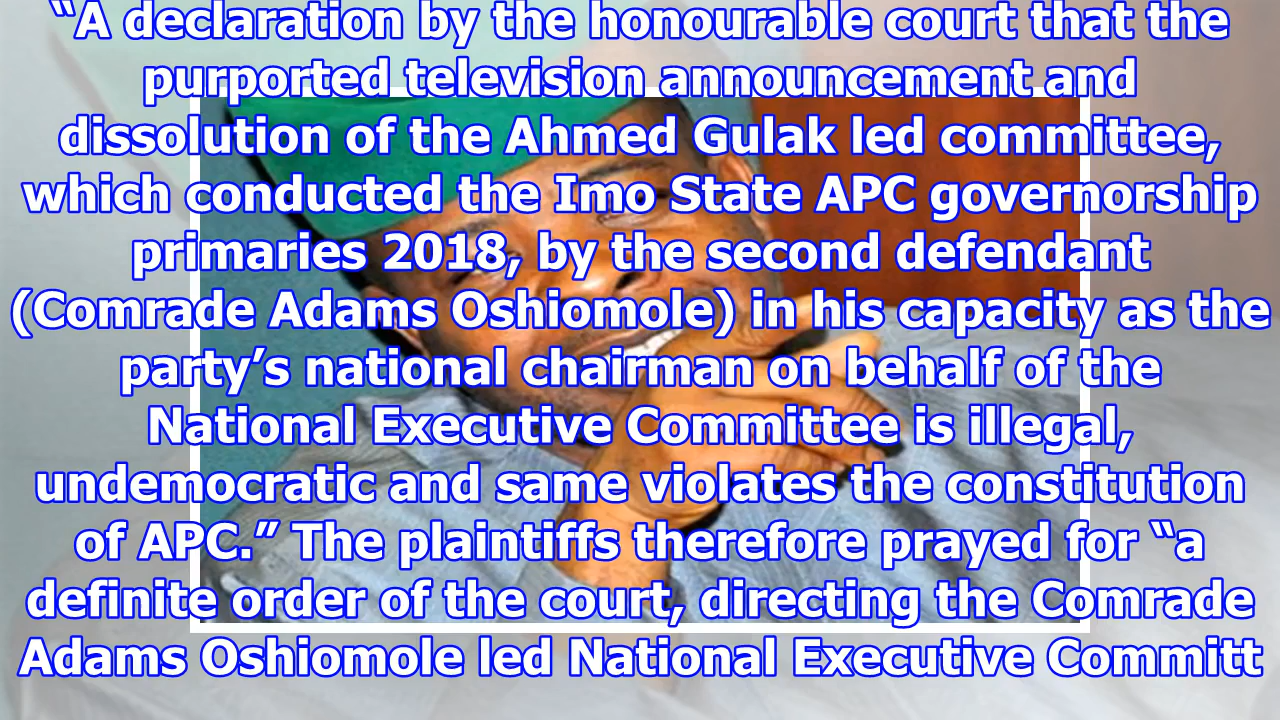 “A declaration by the honourable court that the
purported television announcement and
dissolution of the Ahmed Gulak led committee,
which conducted the Imo State APC governorship
primaries 2018, by the second defendant
(Comrade Adams Oshiomole) in his capacity as the
party’s national chairman on behalf of the
National Executive Committee is illegal,
undemocratic and same violates the constitution
of APC.” The plaintiffs therefore prayed for “a
definite order of the court, directing the Comrade
Adams Oshiomole led National Executive Committ